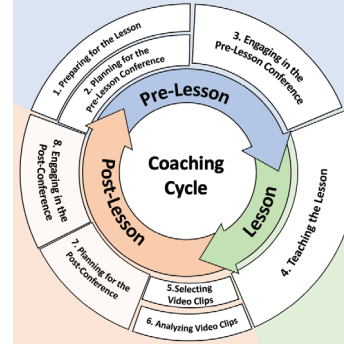 Coaching
Cycle
Pre-Lesson
Lesson
Post-Lesson
1. Preparing for the Lesson
2. Planning for the
Pre-Lesson Conference
3. Engaging in the
Pre-Lesson Conference
4. Teaching the Lesson
5.Selecting
Video Clips
6. Analyzing Video Clips
7. Planning for the
Post-Conference
8. Engaging in the
Post-Conference